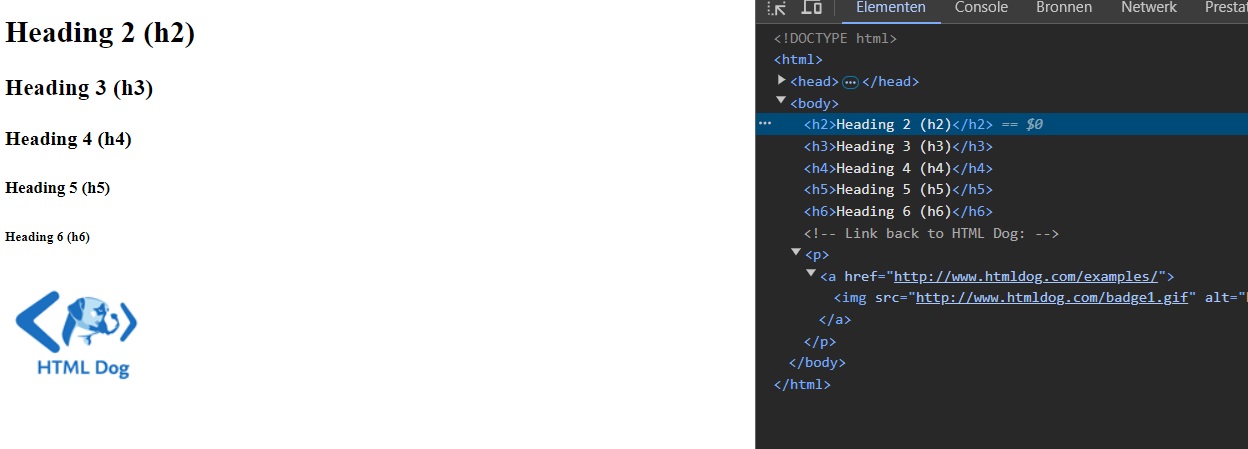 Heading 2 (h2)
Heading 3 (h3)
Heading 4 (h4)
Heading 5 (h5)
Heading 6 (h6)
HTML Dog
Elementen Console Bronnen Netwerk
<!DOCTYPE html>
<html>
<head> ··· </head>
<body>
··· <h2>Heading 2 (h2)</h2> == $0
<h3>Heading 3 (h3)</h3>
<h4>Heading 4 (h4)</h4>
<h5>Heading 5 (h5)</h5>
<h6>Heading 6 (h6)</h6>
<!-- Link back to HTML Dog: -->
<p>
<a href="http://www.htmldog.com/examples/">
<img src="http://www.htmldog.com/badge1.gif" alt="
</a>
</p>
</body>
</html>